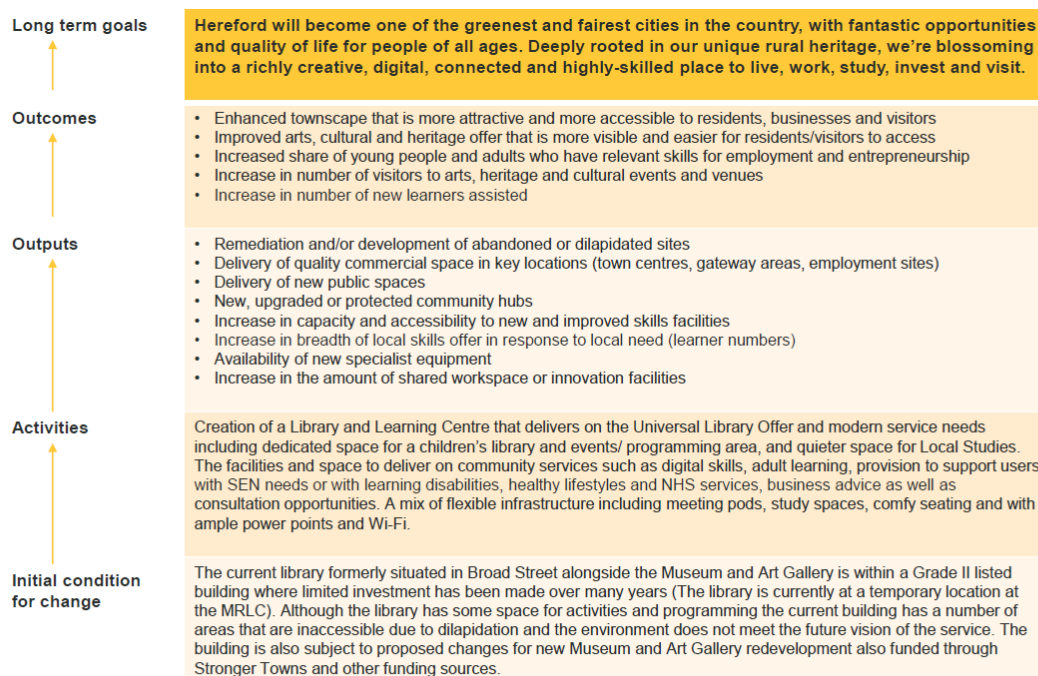 Long term goals
Hereford will become one of the greenest and fairest cities in the country, with fantastic opportunities
and quality of life for people of all ages. Deeply rooted in our unique rural heritage, we're blossoming
into a richly creative, digital, connected and highly-skilled place to live, work, study, invest and visit.
Outcomes
• Enhanced townscape that is more attractive and more accessible to residents, businesses and visitors
• Improved arts, cultural and heritage offer that is more visible and easier for residents/visitors to access
• Increased share of young people and adults who have relevant skills for employment and entrepreneurship
• Increase in number of visitors to arts, heritage and cultural events and venues
• Increase in number of new learners assisted
Outputs
• Remediation and/or development of abandoned or dilapidated sites
• Delivery of quality commercial space in key locations (town centres, gateway areas, employment sites)
• Delivery of new public spaces
• New, upgraded or protected community hubs
• Increase in capacity and accessibility to new and improved skills facilities
• Increase in breadth of local skills offer in response to local need (learner numbers)
• Availability of new specialist equipment
• Increase in the amount of shared workspace or innovation facilities
Activities
Creation of a Library and Learning Centre that delivers on the Universal Library Offer and modern service needs
including dedicated space for a children's library and events/ programming area, and quieter space for Local Studies.
The facilities and space to deliver on community services such as digital skills, adult learning, provision to support users
with SEN needs or with learning disabilities, healthy lifestyles and NHS services, business advice as well as
consultation opportunities. A mix of flexible infrastructure including meeting pods, study spaces, comfy seating and with
ample power points and Wi-Fi.
Initial condition
for change
The current library formerly situated in Broad Street alongside the Museum and Art Gallery is within a Grade II listed
building where limited investment has been made over many years (The library is currently at a temporary location at
the MRLC). Although the library has some space for activities and programming the current building has a number of
areas that are inaccessible due to dilapidation and the environment does not meet the future vision of the service. The
building is also subject to proposed changes for new Museum and Art Gallery redevelopment also funded through
Stronger Towns and other funding sources.